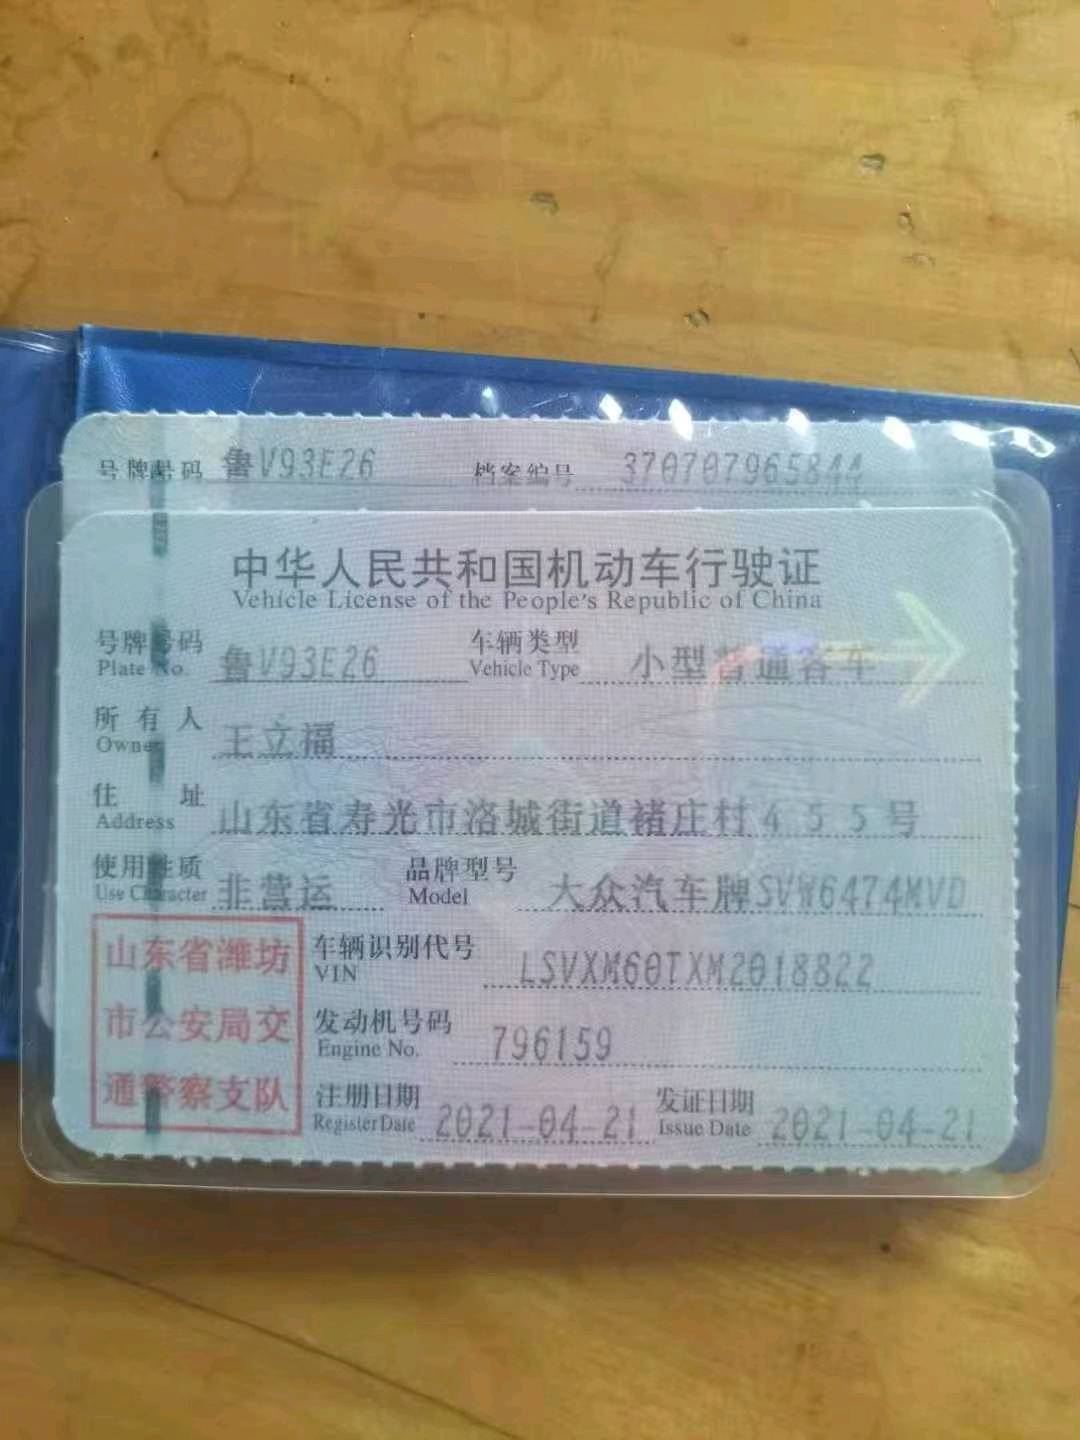 号牌号码 鲁V93E26 档案编号 370707965844
中华人民共和国机动车行驶证
Vehicle License of the People's Republic of China
号牌号码 鲁V93E26 车辆类型 小型普通客车
Plate No. Vehicle Type
所有人 王立福
Owner
住址 山东省寿光市洛城街道褚庄村455号
Address
使用性质 非营运 品牌型号 大众汽车牌SVW6474MVD
Use Character Model
山东省潍坊
市公安局交
通警察支队
车辆识别代号 LSVXM60TXM2018822
VIN
发动机号码 796159
Engine No.
注册日期 2021-04-21 发证日期 2021-04-21
Register Date Issue Date